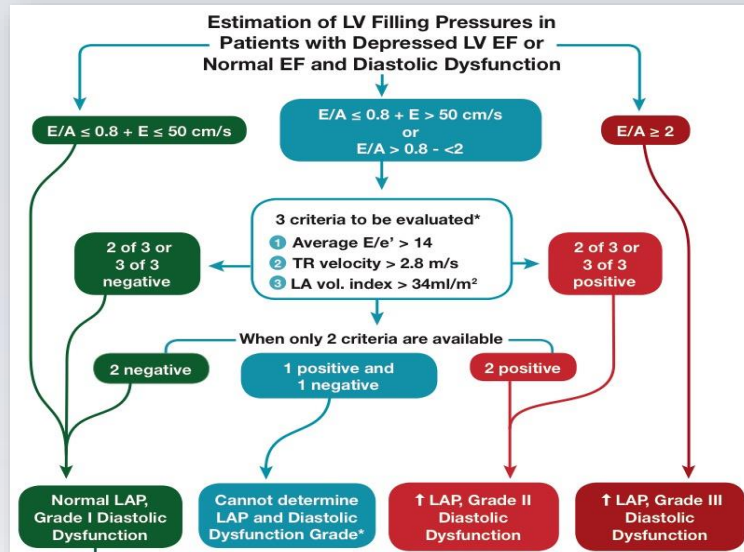 Estimation of LV Filling Pressures in
Patients with Depressed LV EF or
Normal EF and Diastolic Dysfunction
E/A ≤ 0.8 + E ≤ 50 cm/s
E/A ≤ 0.8 + E > 50 cm/s
or
E/A > 0.8 - <2
E/A ≥ 2
3 criteria to be evaluated*
1 Average E/e’ > 14
2 TR velocity > 2.8 m/s
3 LA vol. index > 34ml/m²
2 of 3 or
3 of 3
negative
2 of 3 or
3 of 3
positive
When only 2 criteria are available
2 negative
1 positive and
1 negative
2 positive
Normal LAP,
Grade I Diastolic
Dysfunction
Cannot determine
LAP and Diastolic
Dysfunction Grade*
↑ LAP, Grade II
Diastolic
Dysfunction
↑ LAP, Grade III
Diastolic
Dysfunction